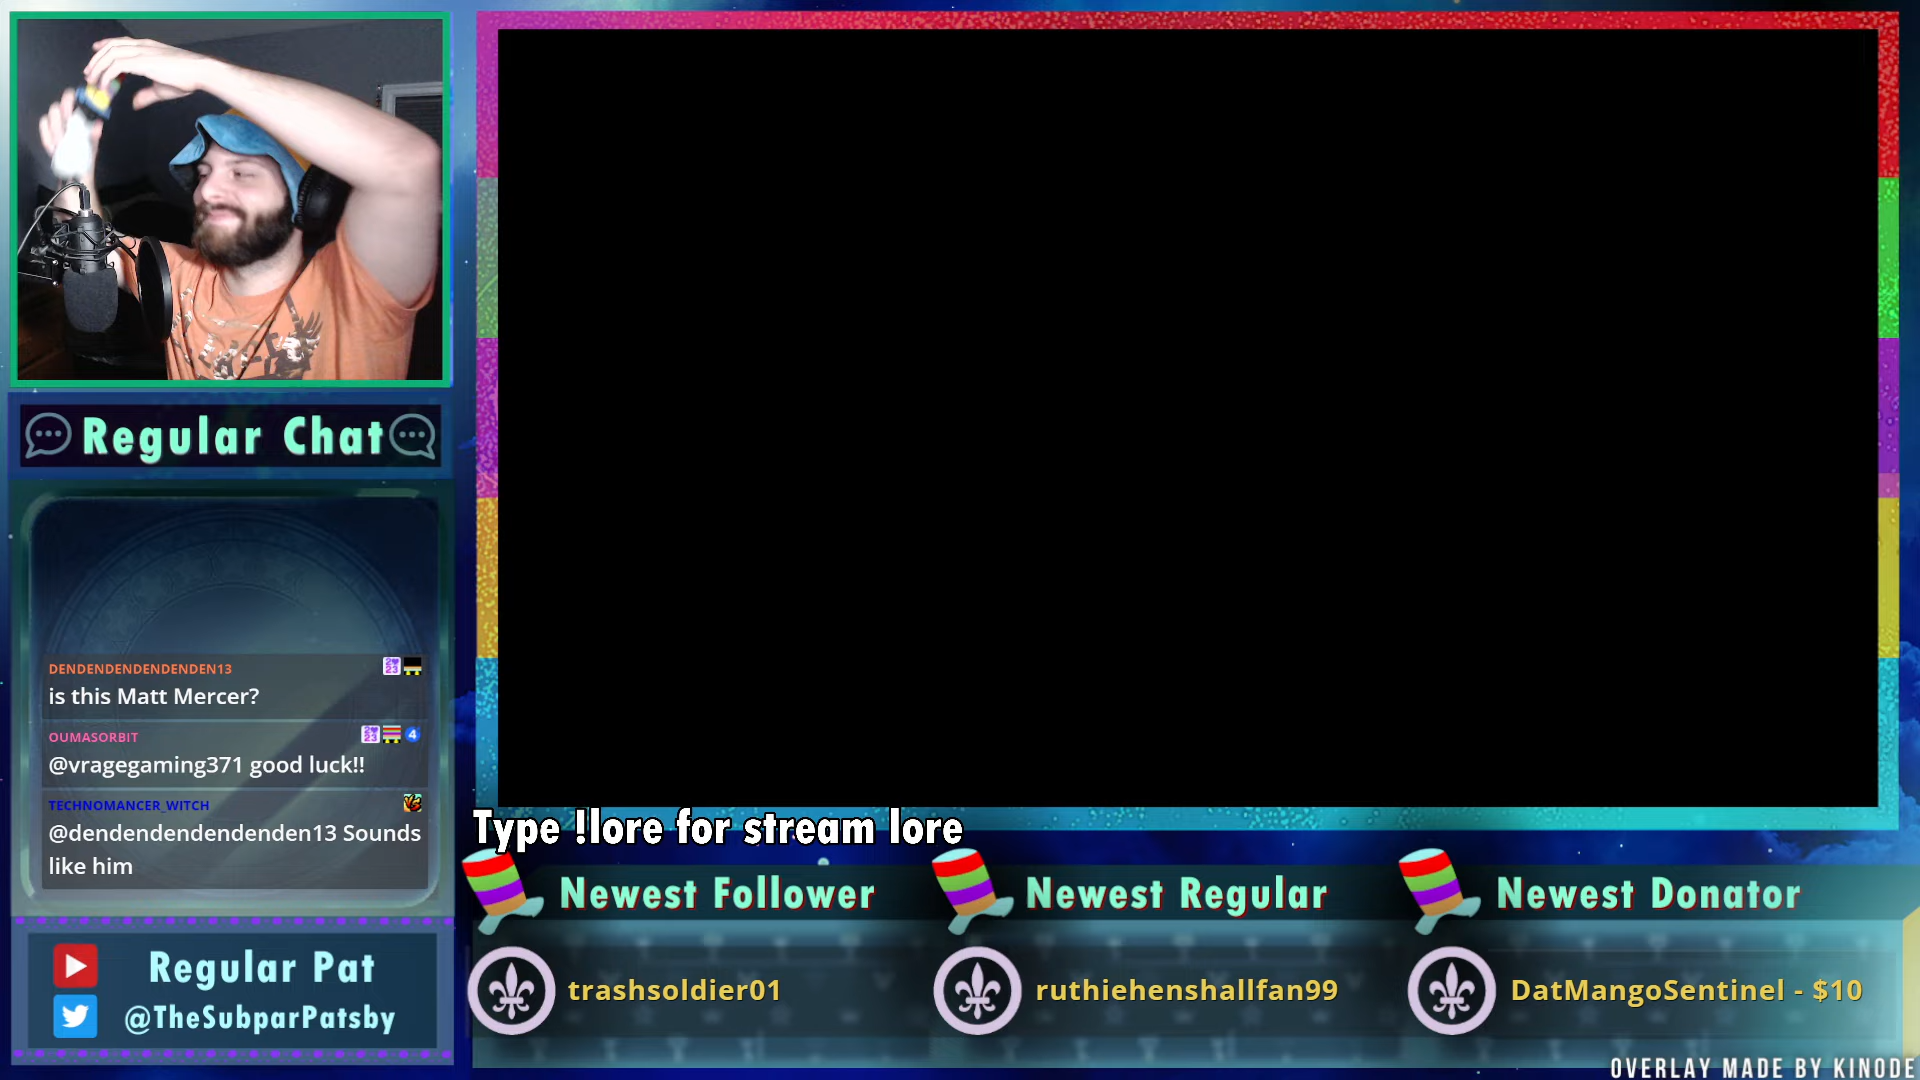 Regular Chat
DENDENDENDENDENDEN13
is this Matt Mercer?
OUMASORBIT
4
@vragegaming371 good luck!!
TECHNOMANCER_WITCH
@dendendendendenden13 Sounds
like him
Regular Pat
@TheSubparPatsby
Type !lore for stream lore
Newest Follower
trashsoldier01
Newest Regular
ruthiehenshallfan99
Newest Donator
DatMangoSentinel - $10
OVERLAY MADE BY KINODE